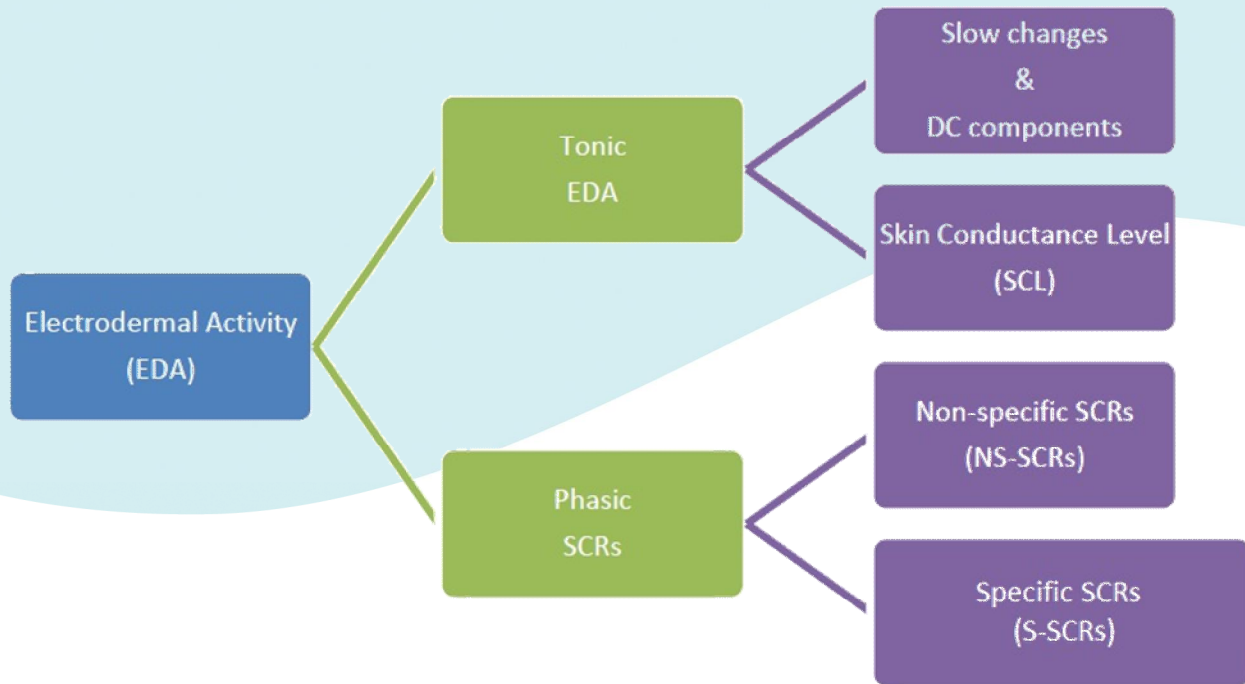 Slow changes
&
DC components
Tonic
EDA
Skin Conductance Level
(SCL)
Electrodermal Activity
(EDA)
Non-specific SCRs
(NS-SCRs)
Phasic
SCRs
Specific SCRs
(S-SCRs)